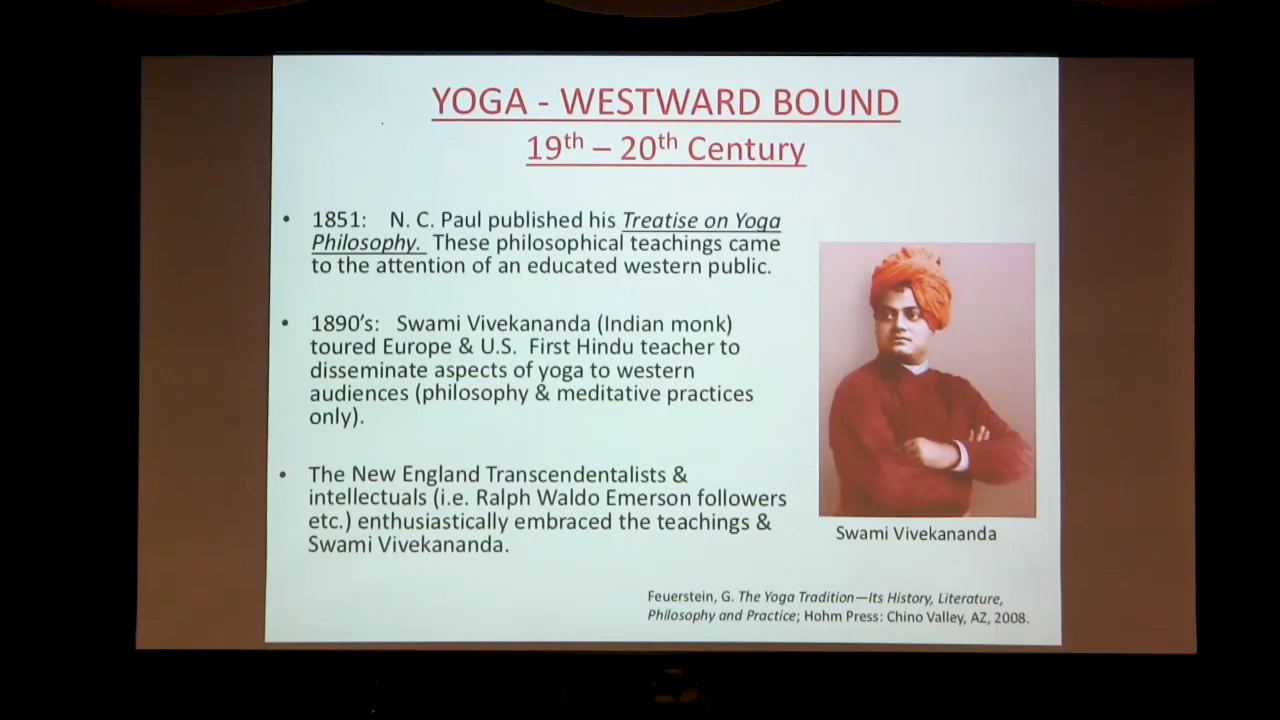 YOGA - WESTWARD BOUND
19th – 20th Century
• 1851: N. C. Paul published his Treatise on Yoga
Philosophy. These philosophical teachings came
to the attention of an educated western public.
• 1890's: Swami Vivekananda (Indian monk)
toured Europe & U.S. First Hindu teacher to
disseminate aspects of yoga to western
audiences (philosophy & meditative practices
only).
• The New England Transcendentalists &
intellectuals (i.e. Ralph Waldo Emerson followers
etc.) enthusiastically embraced the teachings &
Swami Vivekananda.
Swami Vivekananda
Feuerstein, G. The Yoga Tradition—Its History, Literature,
Philosophy and Practice; Hohm Press: Chino Valley, AZ, 2008.